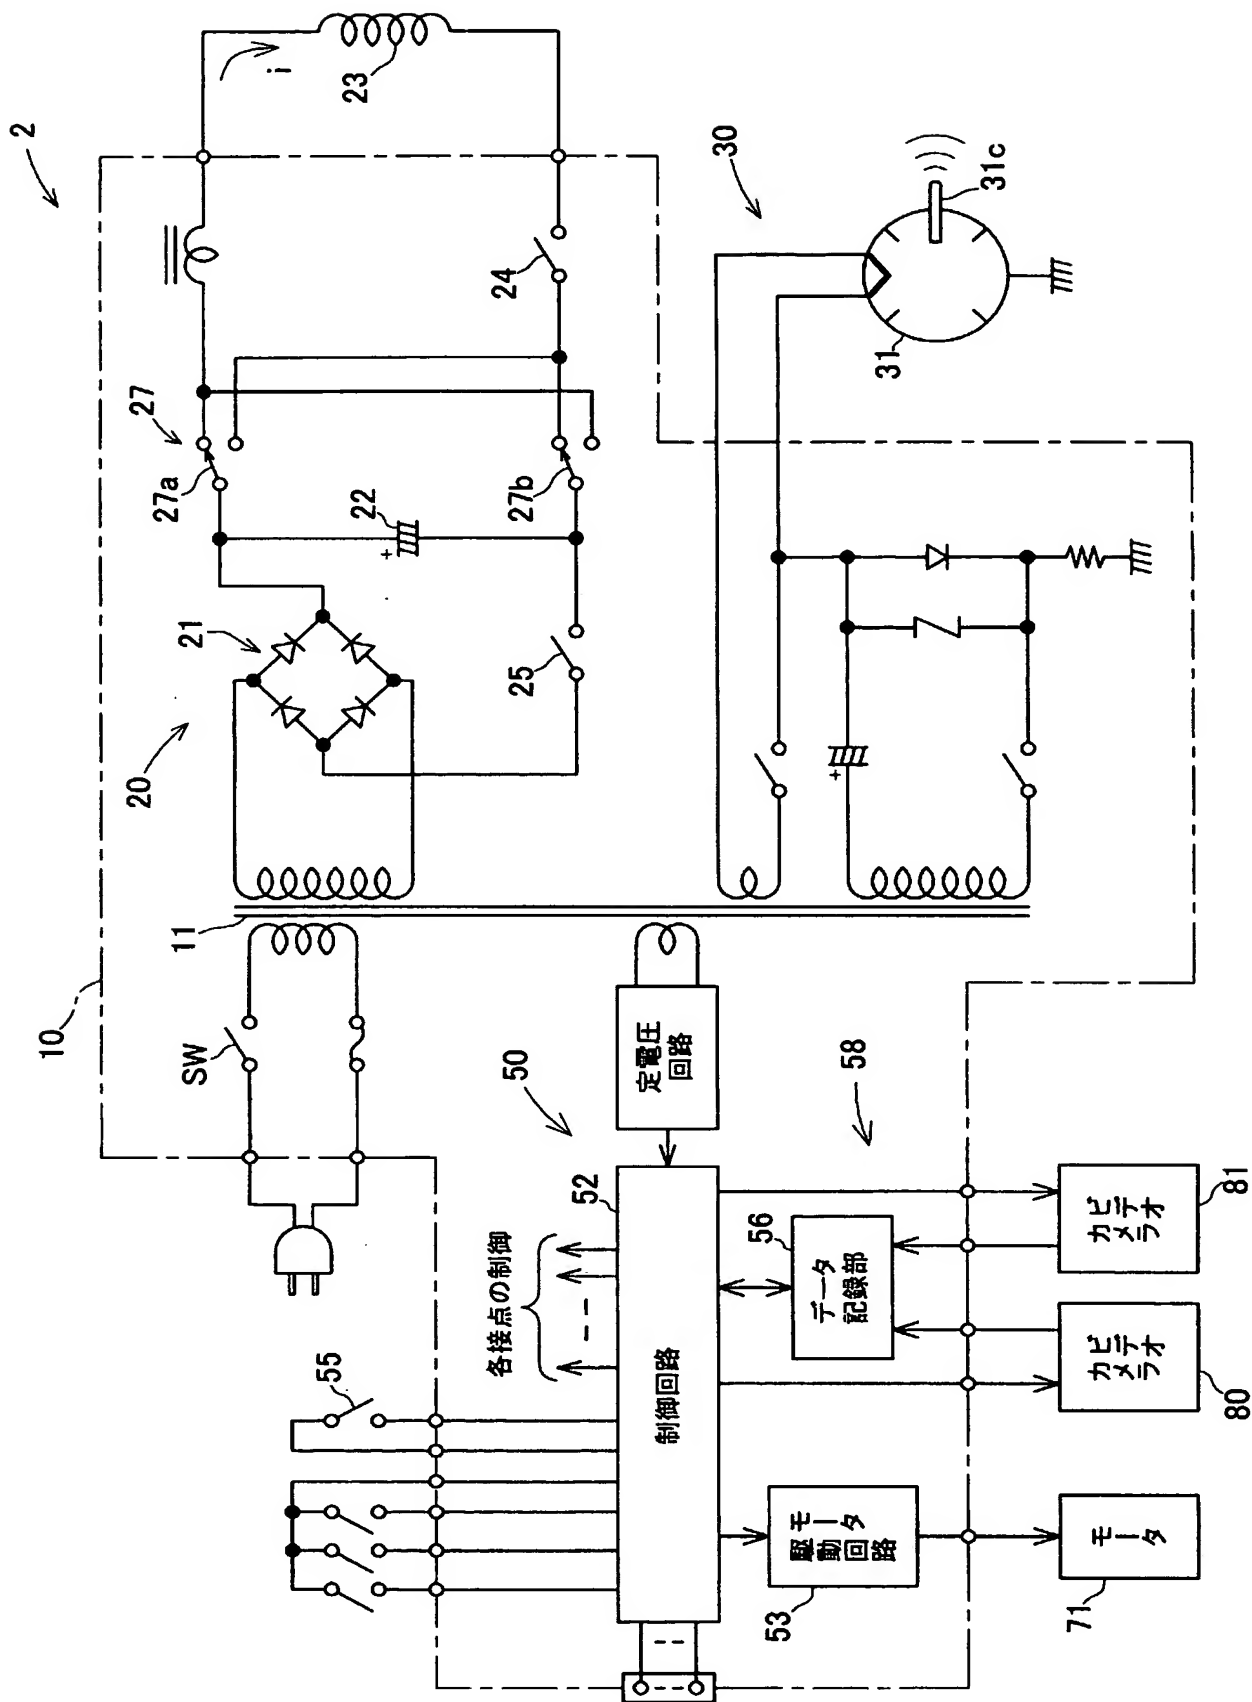 2
10
SW
11
20
21
22
23
i
24
25
27
27a
27b
30
31
31c
定電圧
回路
50
52
各接点の制御
55
制御回路
56
データ
記録部
58
モータ
駆動回路
53
モータ
71
ビデオ
カメラ
80
ビデオ
カメラ
81
+
+